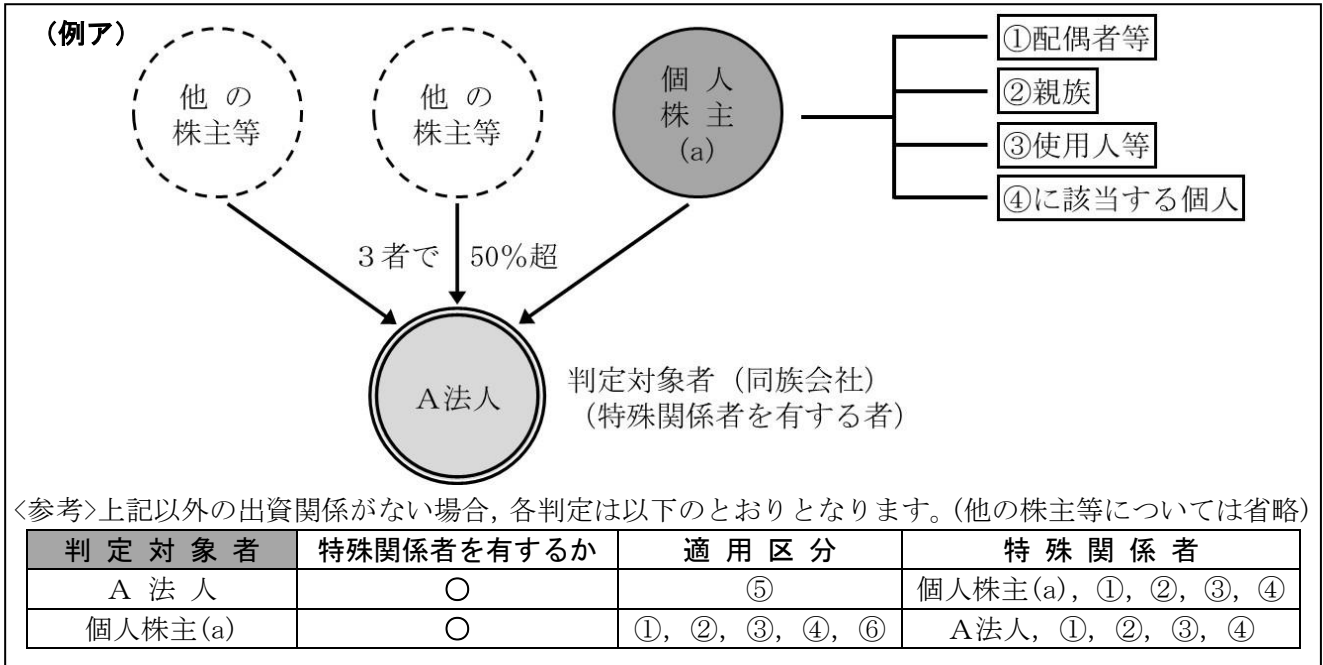 (例ア)
他 の
株主等
他 の
株主等
個 人
株 主
(a)
①配偶者等
②親族
③使用人等
④に該当する個人
3者で 50%超
A法人
判定対象者（同族会社）
（特殊関係者を有する者）
<参考>上記以外の出資関係がない場合,各判定は以下のとおりとなります。(他の株主等については省略)
判 定 対 象 者 特殊関係者を有するか 適 用 区 分 特 殊 関 係 者
A 法 人 ○ ⑤ 個人株主(a), ①, ②, ③, ④
個人株主(a) ○ ①, ②, ③, ④, ⑥ A法人, ①, ②, ③, ④